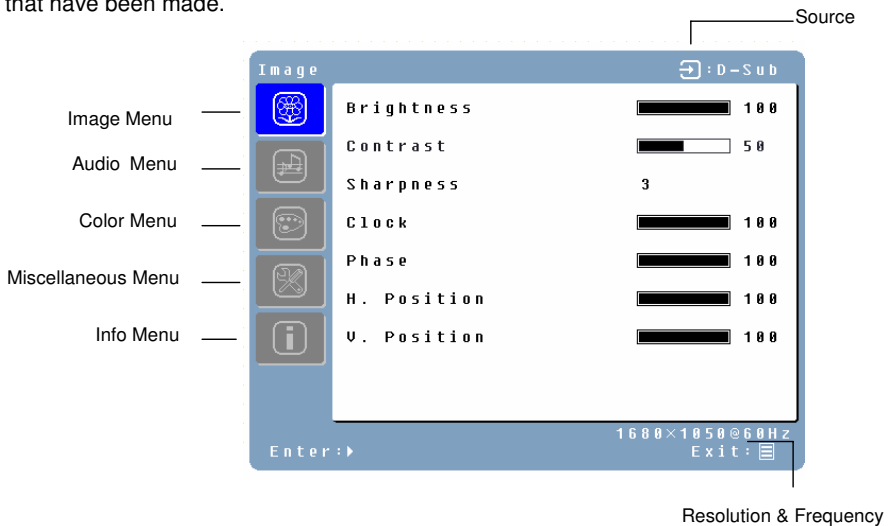 that have been made.
Source
Image
:D-Sub
Image Menu
Brightness 100
Contrast 50
Audio Menu
Sharpness 3
Color Menu
Clock 100
Phase 100
Miscellaneous Menu
H. Position 100
Info Menu
V. Position 100
1680×1050@60Hz
Enter:
Exit:
Resolution & Frequency